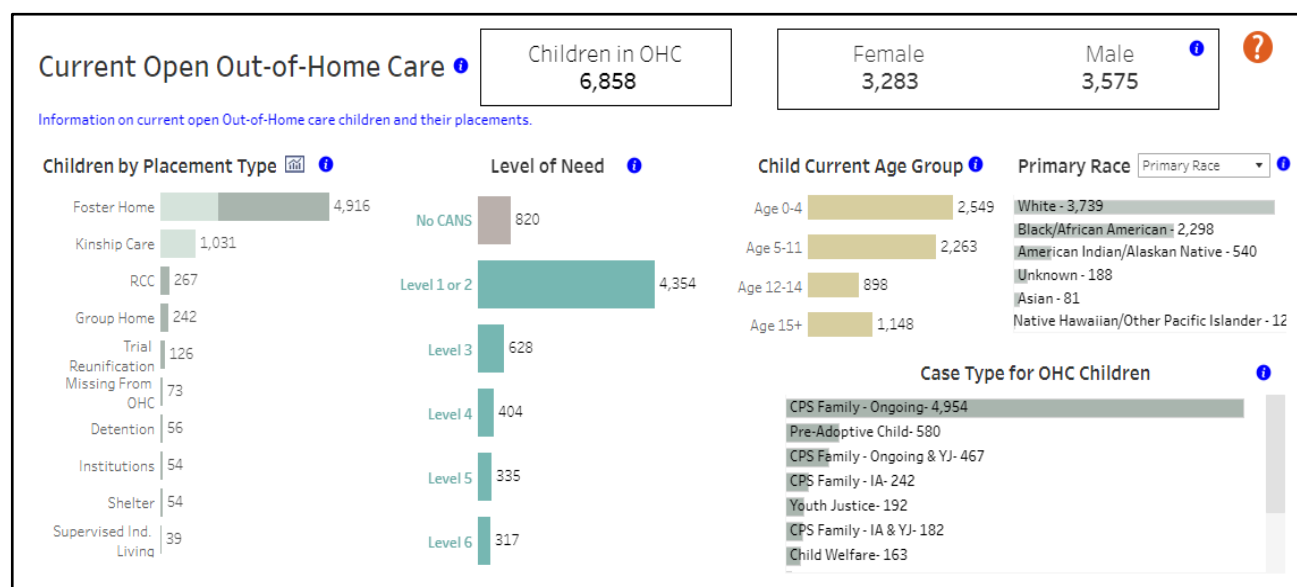 Current Open Out-of-Home Care
Children in OHC
6,858
Female
3,283
Male
3,575
Information on current open Out-of-Home care children and their placements.
Children by Placement Type
Foster Home 4,916
Kinship Care 1,031
RCC 267
Group Home 242
Trial
Reunification 126
Missing From
OHC 73
Detention 56
Institutions 54
Shelter 54
Supervised Ind.
Living 39
Level of Need
No CANS 820
Level 1 or 2 4,354
Level 3 628
Level 4 404
Level 5 335
Level 6 317
Child Current Age Group
Age 0-4 2,549
Age 5-11 2,263
Age 12-14 898
Age 15+ 1,148
Primary Race Primary Race
White - 3,739
Black/African American - 2,298
American Indian/Alaskan Native - 540
Unknown - 188
Asian - 81
Native Hawaiian/Other Pacific Islander - 12
Case Type for OHC Children
CPS Family - Ongoing- 4,954
Pre-Adoptive Child- 580
CPS Family - Ongoing & YJ- 467
CPS Family - IA- 242
Youth Justice- 192
CPS Family - IA & YJ- 182
Child Welfare- 163